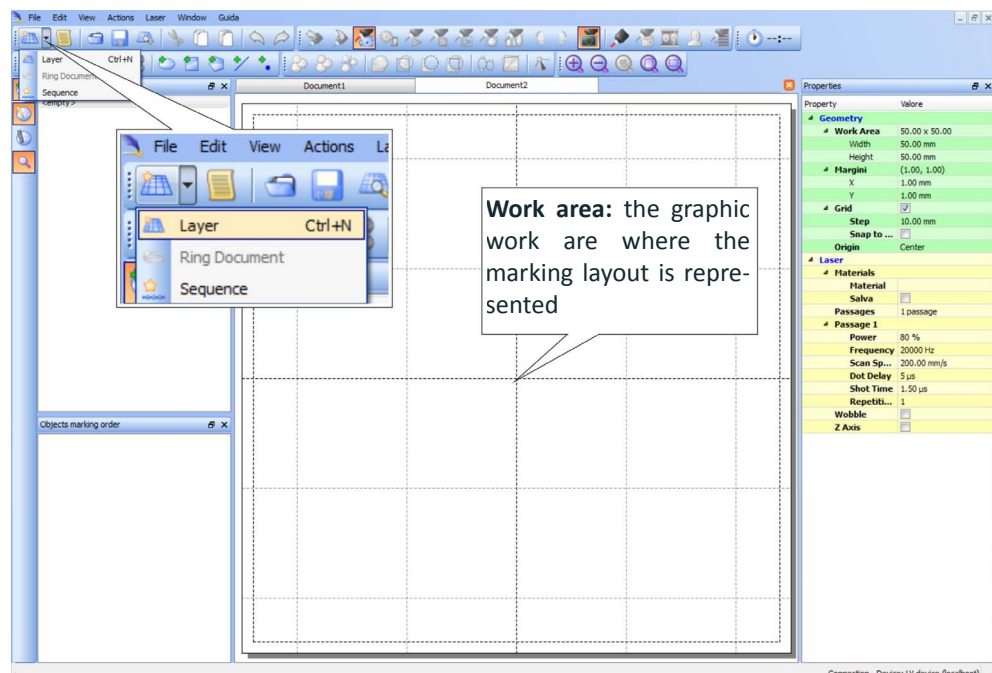 File Edit View Actions Laser Window Guida
--:--
Layer Ctrl+N
Ring Document
Sequence
<empty>
Document1 Document2
File Edit View Actions La
Layer Ctrl+N
Ring Document
Sequence
Work area: the graphic
work are where the
marking layout is repre-
sented
Objects marking order
Properties
Property Valore
Geometry
Work Area 50.00 x 50.00
Width 50.00 mm
Height 50.00 mm
Margini (1.00, 1.00)
X 1.00 mm
Y 1.00 mm
Grid
Step 10.00 mm
Snap to ...
Origin Center
Laser
Materials
Material
Salva
Passages 1 passage
Passage 1
Power 80 %
Frequency 20000 Hz
Scan Sp... 200.00 mm/s
Dot Delay 5 µs
Shot Time 1.50 µs
Repetiti... 1
Wobble
Z Axis